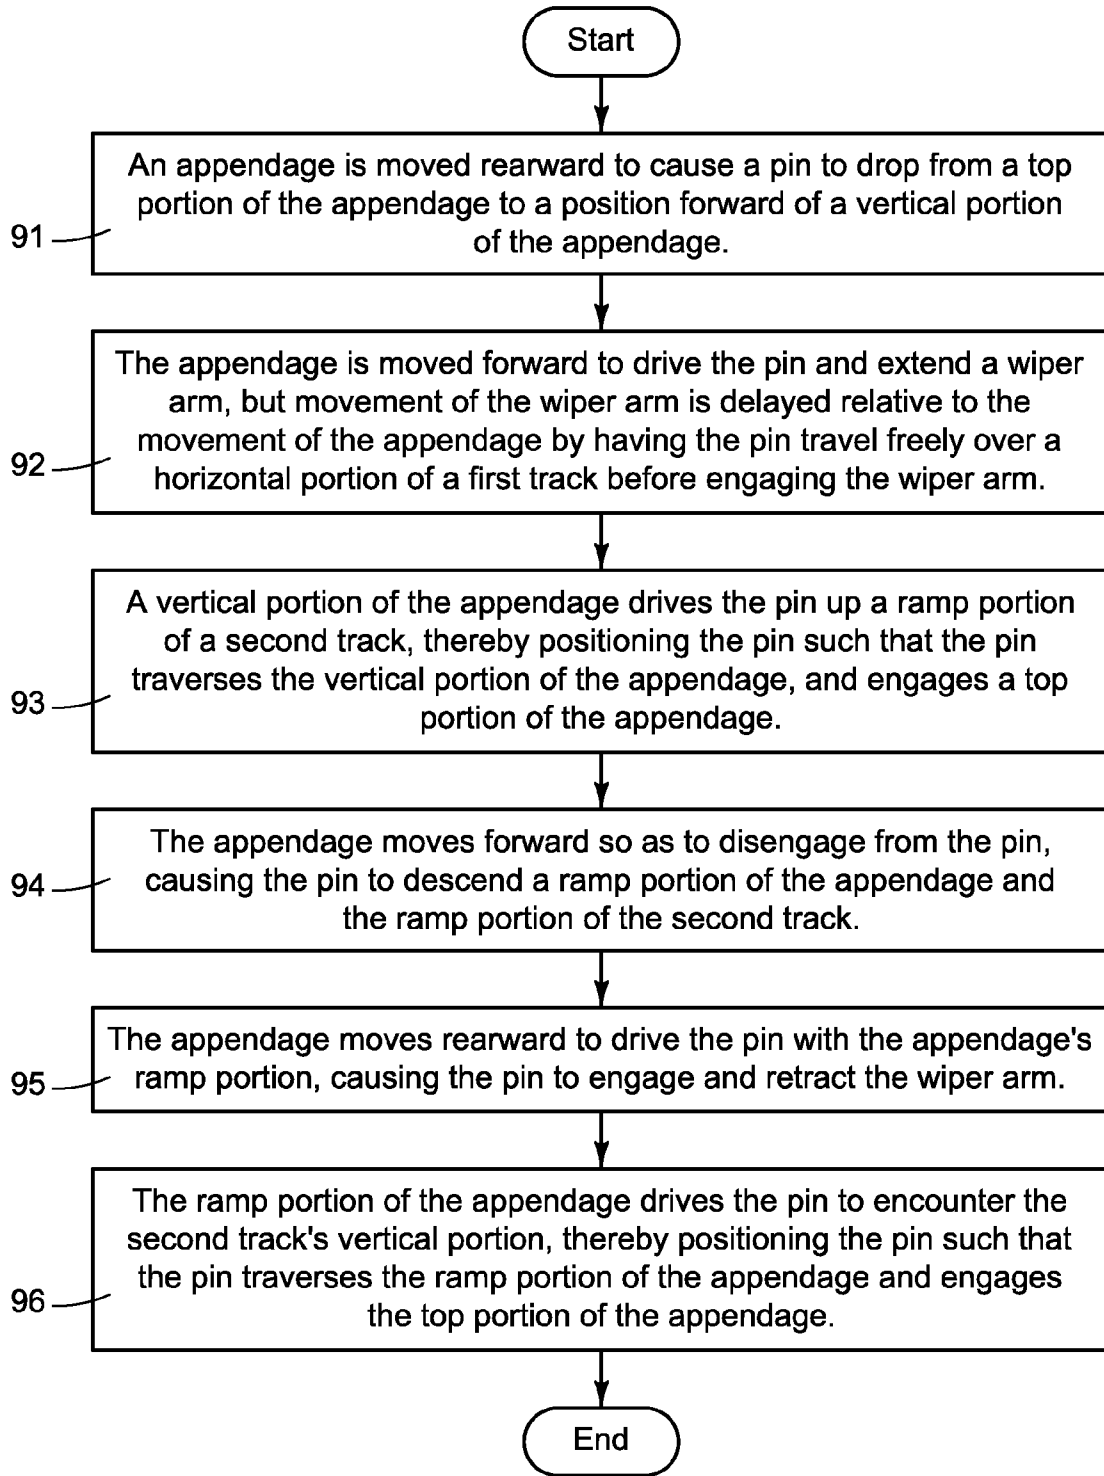 Start
An appendage is moved rearward to cause a pin to drop from a top
portion of the appendage to a position forward of a vertical portion
of the appendage.
91
The appendage is moved forward to drive the pin and extend a wiper
arm, but movement of the wiper arm is delayed relative to the
movement of the appendage by having the pin travel freely over a
horizontal portion of a first track before engaging the wiper arm.
92
A vertical portion of the appendage drives the pin up a ramp portion
of a second track, thereby positioning the pin such that the pin
traverses the vertical portion of the appendage, and engages a top
portion of the appendage.
93
The appendage moves forward so as to disengage from the pin,
causing the pin to descend a ramp portion of the appendage and
the ramp portion of the second track.
94
The appendage moves rearward to drive the pin with the appendage's
ramp portion, causing the pin to engage and retract the wiper arm.
95
The ramp portion of the appendage drives the pin to encounter the
second track's vertical portion, thereby positioning the pin such that
the pin traverses the ramp portion of the appendage and engages
the top portion of the appendage.
96
End